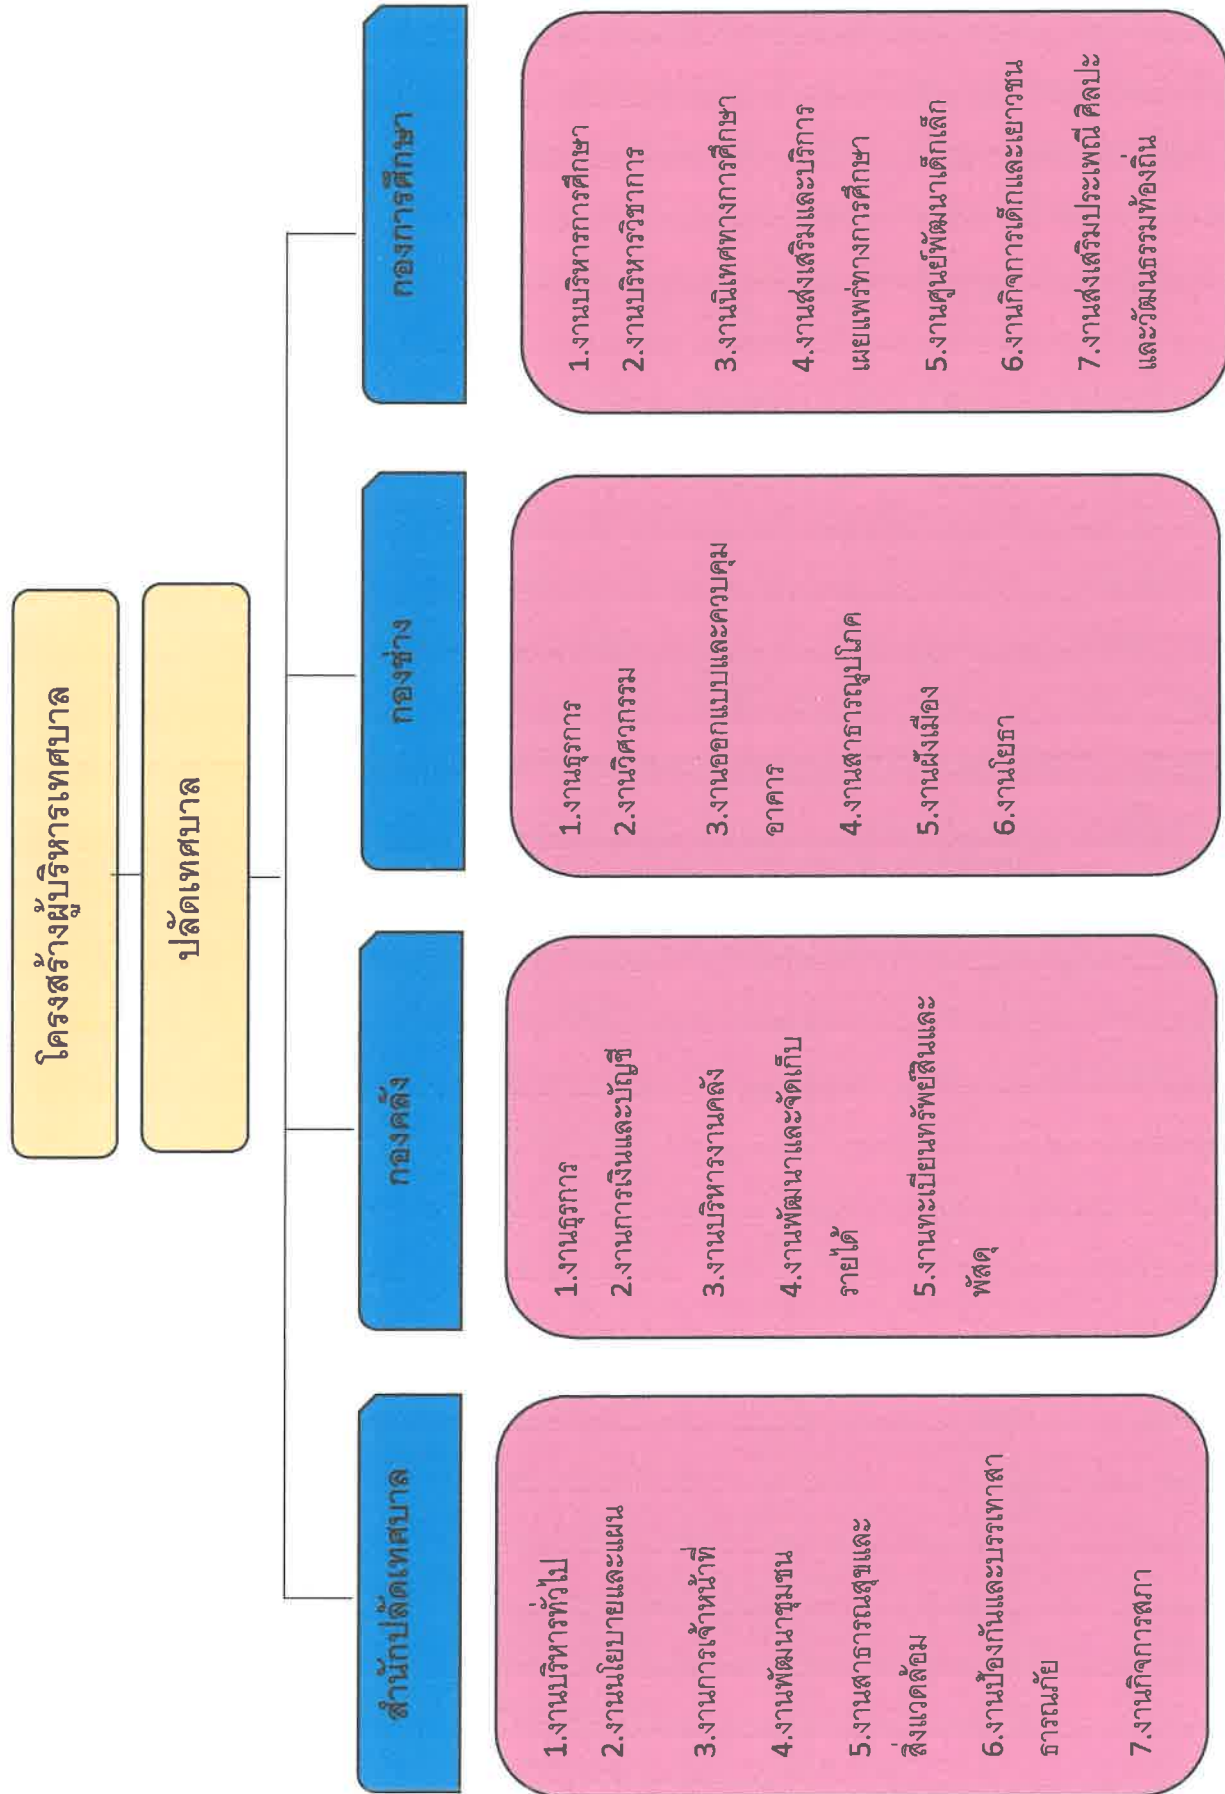 โครงสร้างผู้บริหารเทศบาล
ปลัดเทศบาล
สำนักปลัดเทศบาล
1.งานบริหารทั่วไป
2.งานนโยบายและแผน
3.งานการเจ้าหน้าที่
4.งานพัฒนาชุมชน
5.งานสาธารณสุขและ
สิ่งแวดล้อม
6.งานป้องกันและบรรเทาสา
ธารณภัย
7.งานกิจการสภา
กองคลัง
1.งานธุรการ
2.งานการเงินและบัญชี
3.งานบริหารงานคลัง
4.งานพัฒนาและจัดเก็บ
รายได้
5.งานทะเบียนทรัพย์สินและ
พัสดุ
กองช่าง
1.งานธุรการ
2.งานวิศวกรรม
3.งานออกแบบและควบคุม
อาคาร
4.งานสาธารณูปโภค
5.งานผังเมือง
6.งานโยธา
กองการศึกษา
1.งานบริหารการศึกษา
2.งานบริหารวิชาการ
3.งานนิเทศทางการศึกษา
4.งานส่งเสริมและบริการ
เผยแพร่ทางการศึกษา
5.งานศูนย์พัฒนาเด็กเล็ก
6.งานกิจการเด็กและเยาวชน
7.งานส่งเสริมประเพณี ศิลปะ
และวัฒนธรรมท้องถิ่น